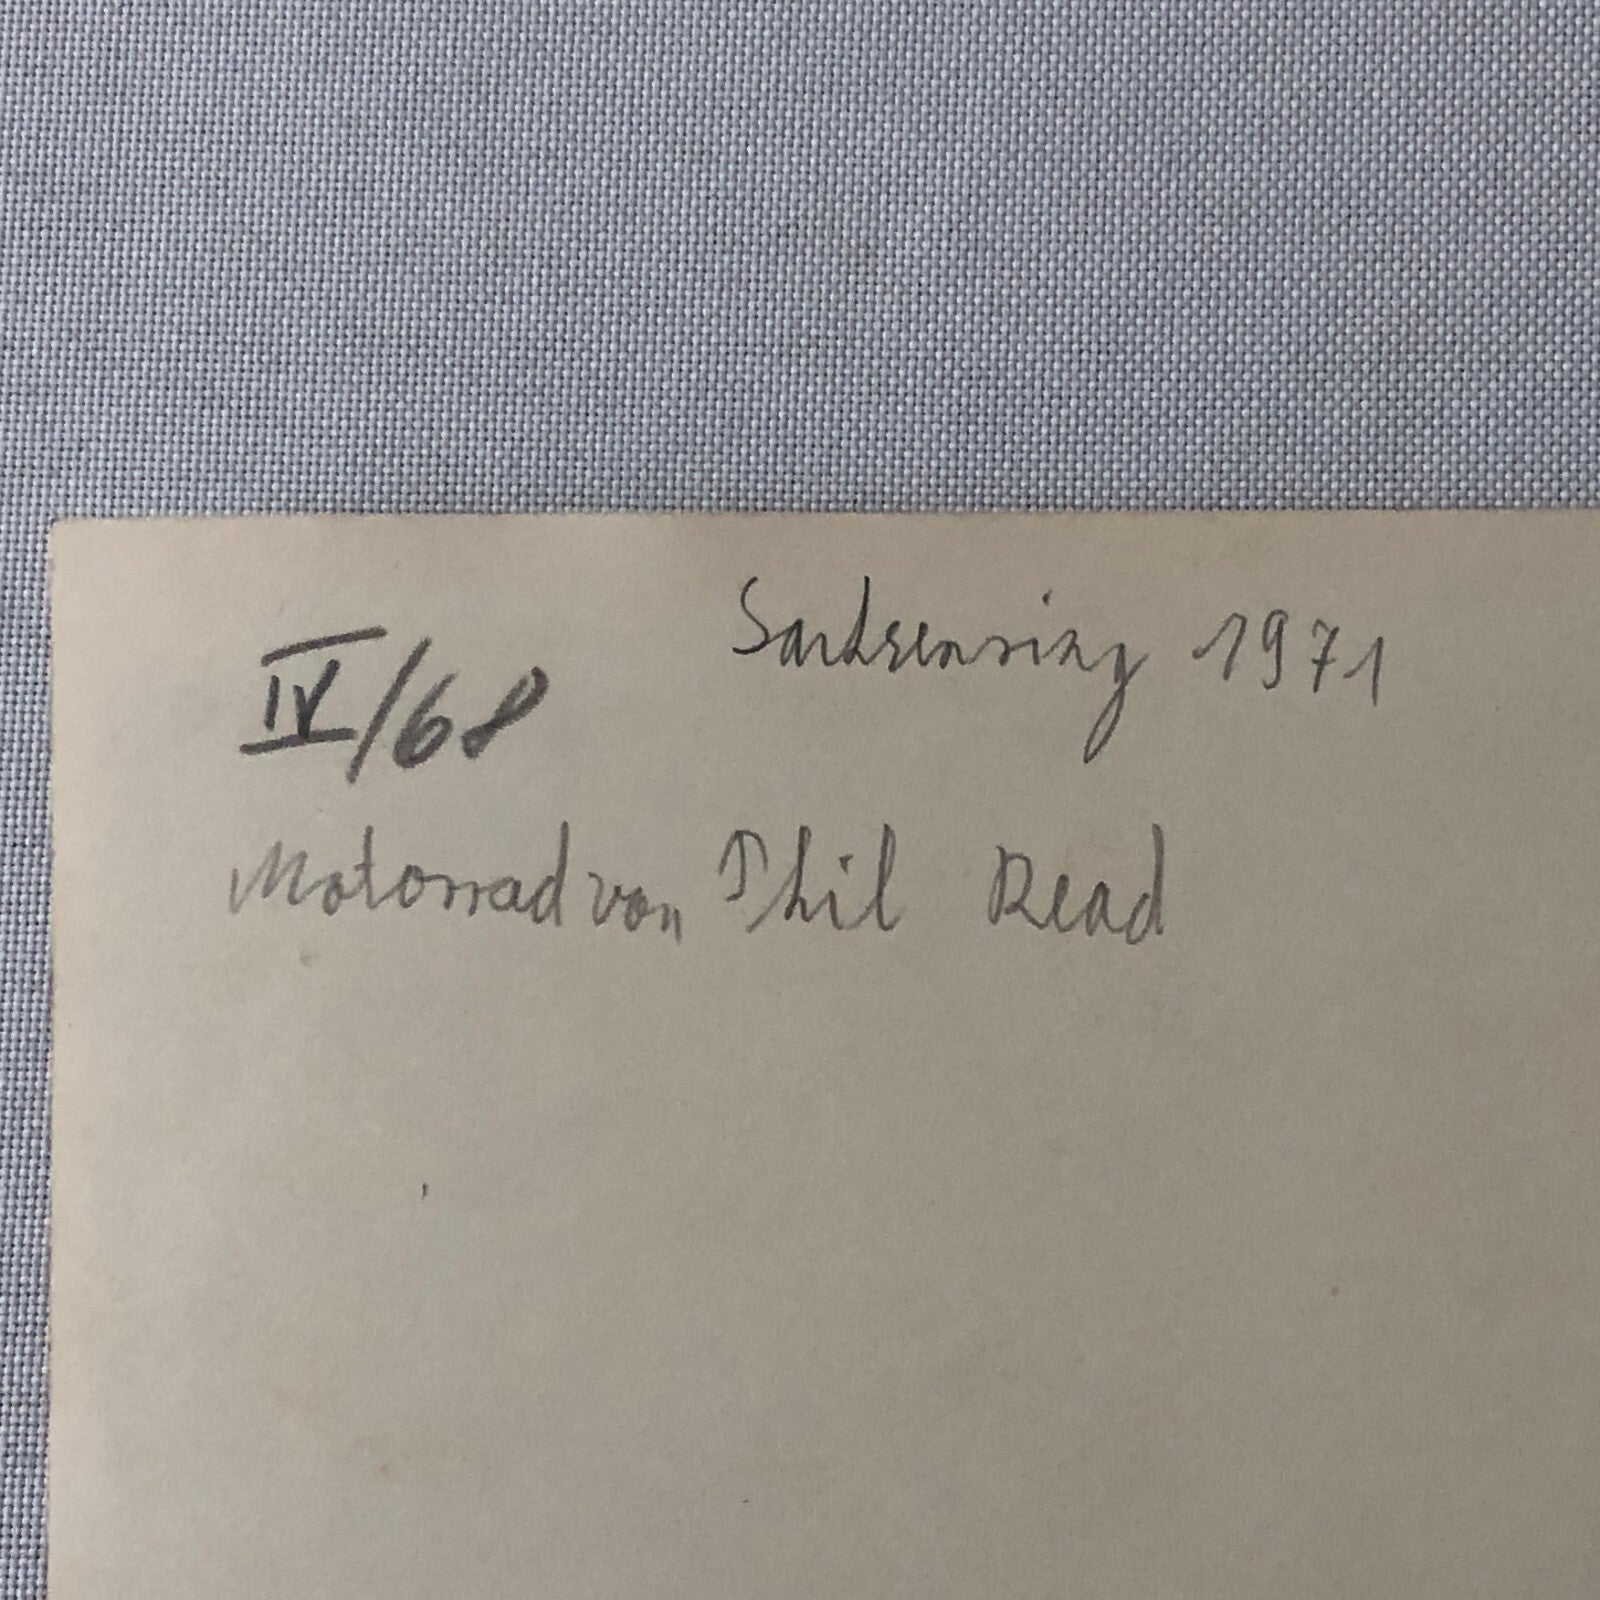 Sachsenring 1971
IV/68
Motorrad von Phil Read